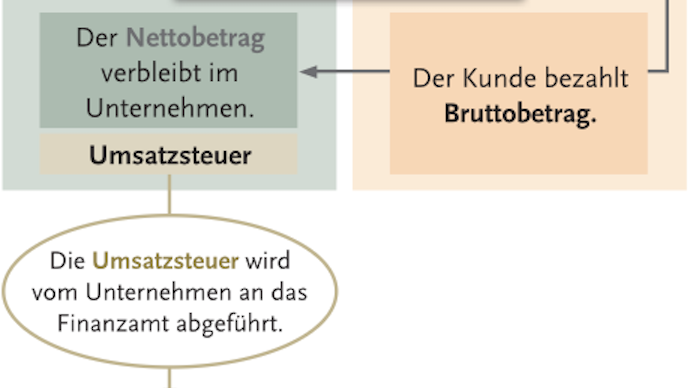 Der Nettobetrag
verbleibt im
Unternehmen.
Umsatzsteuer
Der Kunde bezahlt
Bruttobetrag.
Die Umsatzsteuer wird
vom Unternehmen an das
Finanzamt abgeführt.